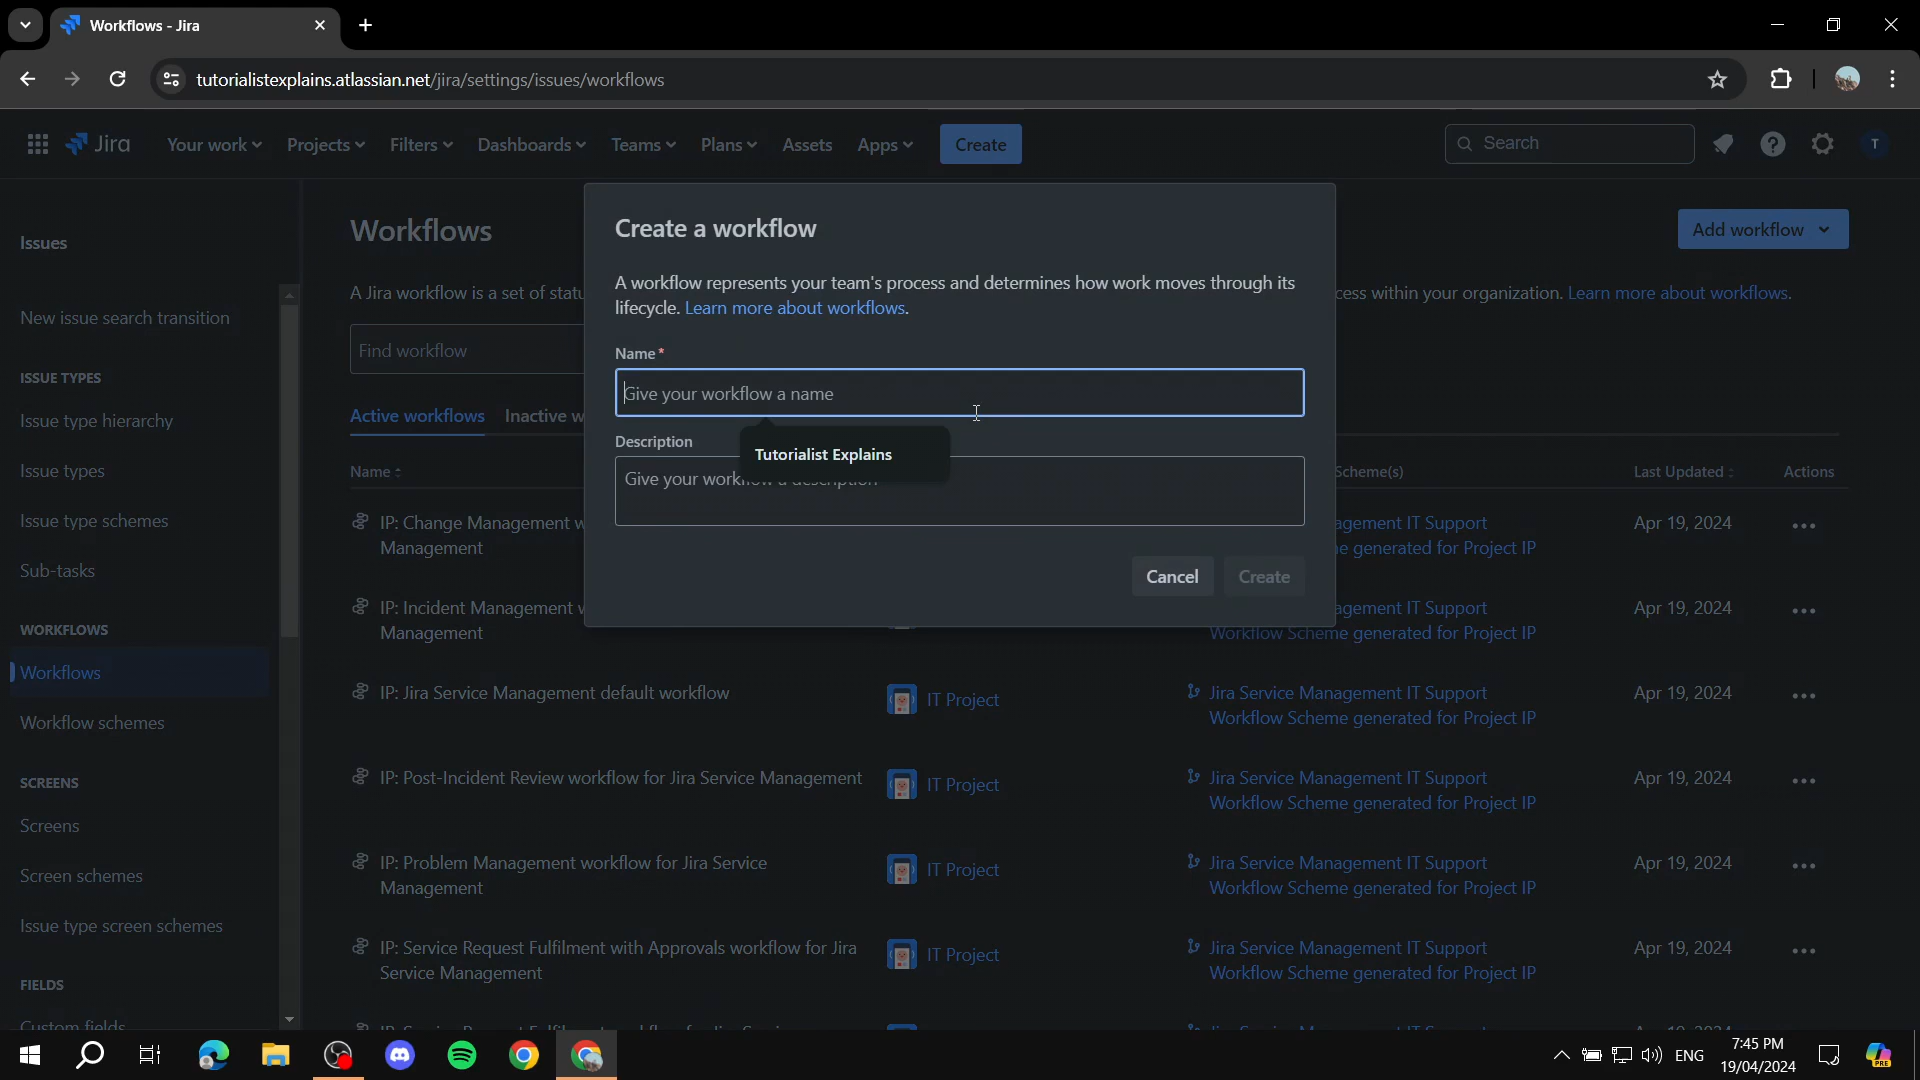 Workflows - Jira
tutorialistexplains.atlassian.net/jira/settings/issues/workflows
Jira
Your work
Projects
Filters
Dashboards
Teams
Plans
Assets
Apps
Create
Search
T
Issues
New issue search transition
ISSUE TYPES
Issue type hierarchy
Issue types
Issue type schemes
Sub-tasks
WORKFLOWS
Workflows
Workflow schemes
SCREENS
Screens
Screen schemes
Issue type screen schemes
FIELDS
Custom fields
Workflows
Add workflow
A Jira workflow is a set of
cess within your organization. Learn more about workflows.
Find workflow
Active workflows
Inactive
Name
Scheme(s)
Last Updated
Actions
IP: Change Management
Management
agement IT Support
generated for Project IP
Apr 19, 2024
IP: Incident Management
Management
agement IT Support
Workflow Scheme generated for Project IP
Apr 19, 2024
IP: Jira Service Management default workflow
IT Project
Jira Service Management IT Support
Workflow Scheme generated for Project IP
Apr 19, 2024
IP: Post-Incident Review workflow for Jira Service Management
IT Project
Jira Service Management IT Support
Workflow Scheme generated for Project IP
Apr 19, 2024
IP: Problem Management workflow for Jira Service
Management
IT Project
Jira Service Management IT Support
Workflow Scheme generated for Project IP
Apr 19, 2024
IP: Service Request Fulfilment with Approvals workflow for Jira
Service Management
IT Project
Jira Service Management IT Support
Workflow Scheme generated for Project IP
Apr 19, 2024
Create a workflow
A workflow represents your team's process and determines how work moves through its
lifecycle. Learn more about workflows.
Name *
Give your workflow a name
Tutorialist Explains
Description
Give your
Cancel
Create
ENG
7:45 PM
19/04/2024
PRE